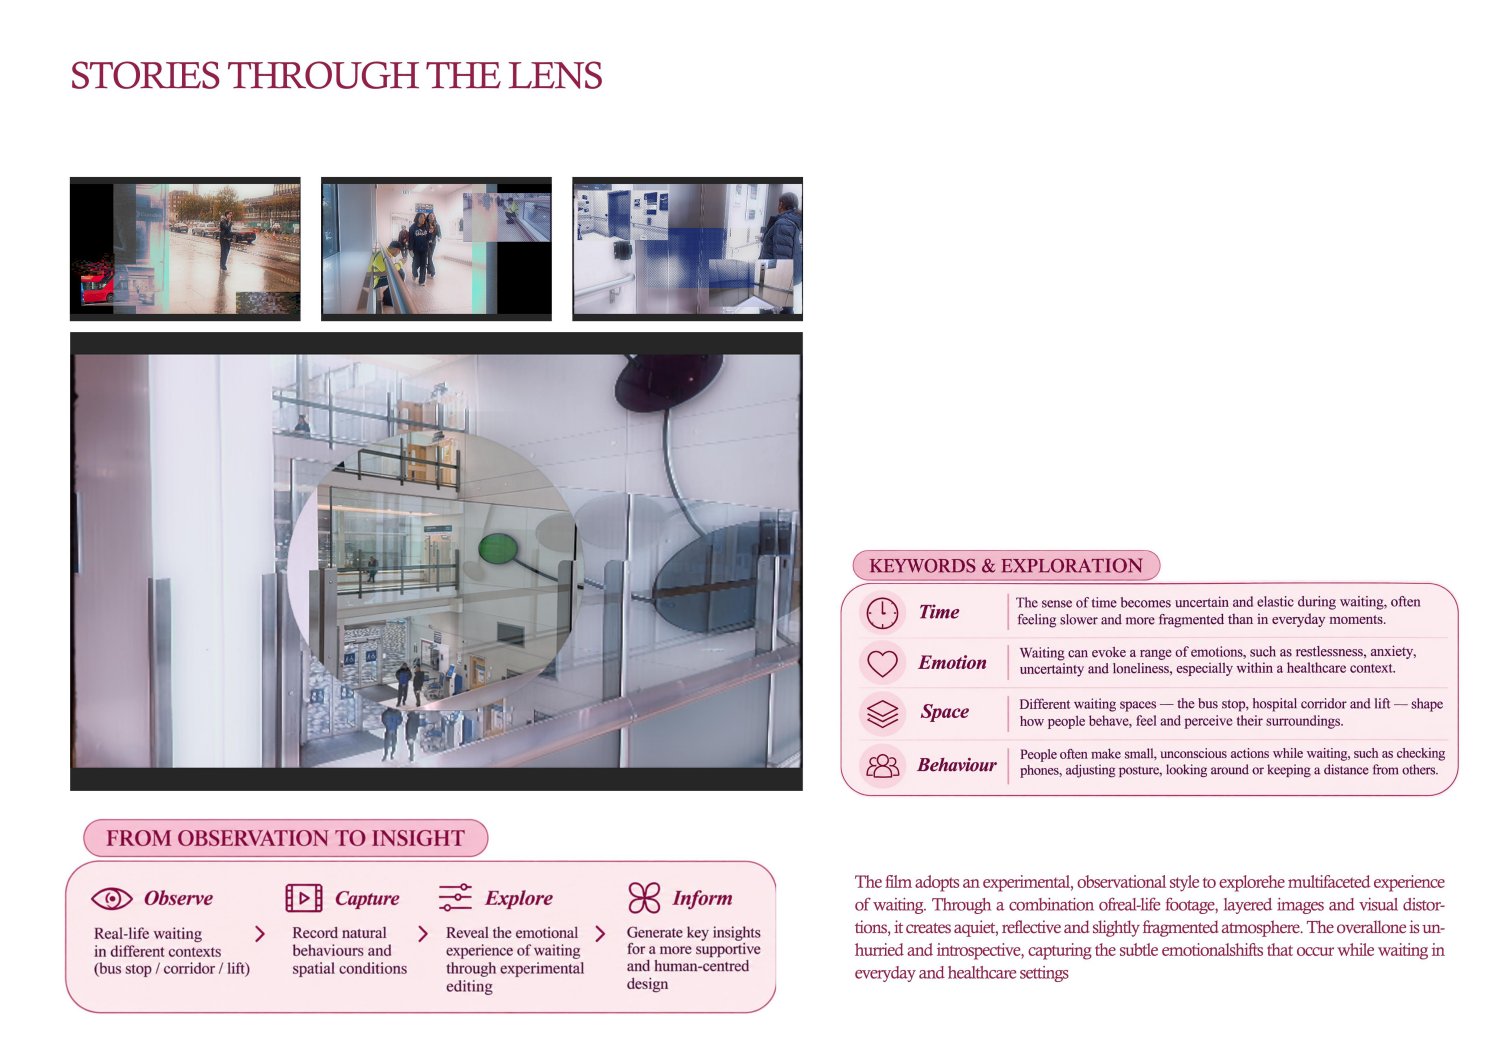 STORIES THROUGH THE LENS
KEYWORDS & EXPLORATION
Time
The sense of time becomes uncertain and elastic during waiting, often
feeling slower and more fragmented than in everyday moments.
Emotion
Waiting can evoke a range of emotions, such as restlessness, anxiety,
uncertainty and loneliness, especially within a healthcare context.
Space
Different waiting spaces — the bus stop, hospital corridor and lift — shape
how people behave, feel and perceive their surroundings.
Behaviour
People often make small, unconscious actions while waiting, such as checking
phones, adjusting posture, looking around or keeping a distance from others.
FROM OBSERVATION TO INSIGHT
Observe
Real-life waiting
in different contexts
(bus stop / corridor / lift)
Capture
Record natural
behaviours and
spatial conditions
Explore
Reveal the emotional
experience of waiting
through experimental
editing
Inform
Generate key insights
for a more supportive
and human-centred
design
The film adopts an experimental, observational style to explorehe multifaceted experience
of waiting. Through a combination ofreal-life footage, layered images and visual distor-
tions, it creates aquiet, reflective and slightly fragmented atmosphere. The overallone is un-
hurried and introspective, capturing the subtle emotionalshifts that occur while waiting in
everyday and healthcare settings